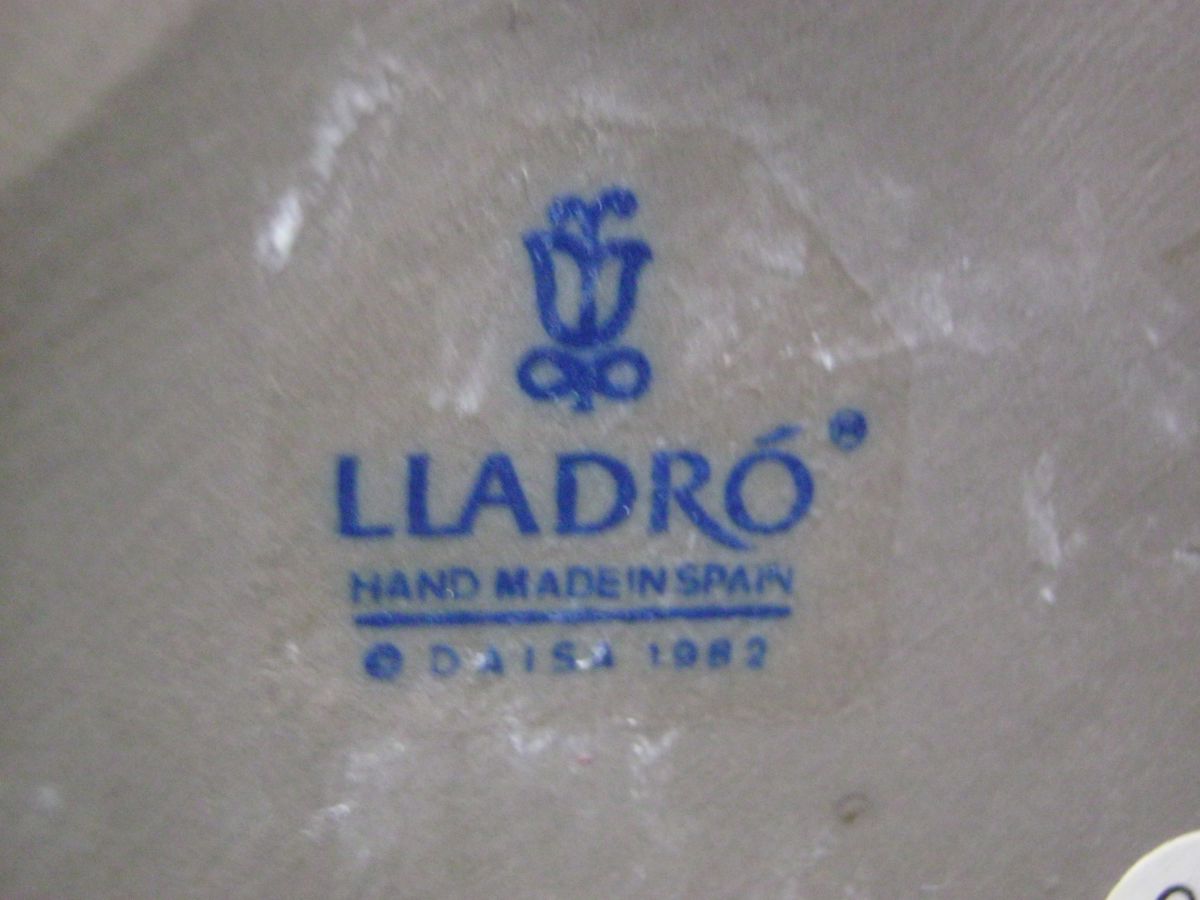 LLADRÓ®
HAND MADE IN SPAIN
© DAISA 1982